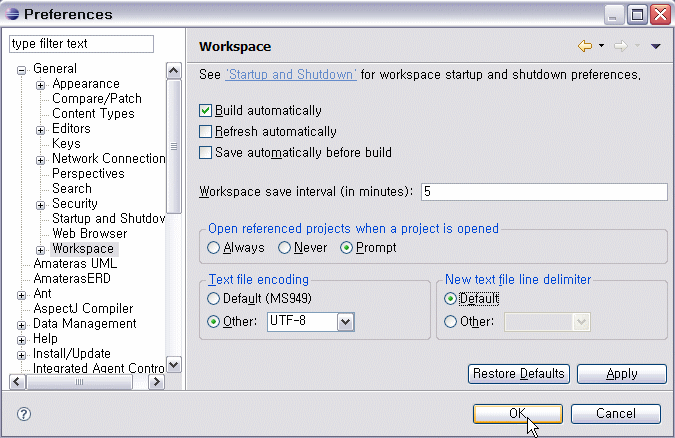 Preferences
type filter text
General
Appearance
Compare/Patch
Content Types
Editors
Keys
Network Connection
Perspectives
Search
Security
Startup and Shutdov
Web Browser
Workspace
Amateras UML
AmaterasERD
Ant
AspectJ Compiler
Data Management
Help
Install/Update
Integrated Agent Contro
Workspace
See 'Startup and Shutdown' for workspace startup and shutdown preferences.
Build automatically
Refresh automatically
Save automatically before build
Workspace save interval (in minutes): 5
Open referenced projects when a project is opened
Always Never Prompt
Text file encoding
Default (MS949)
Other: UTF-8
New text file line delimiter
Default
Other:
Restore Defaults Apply
OK Cancel